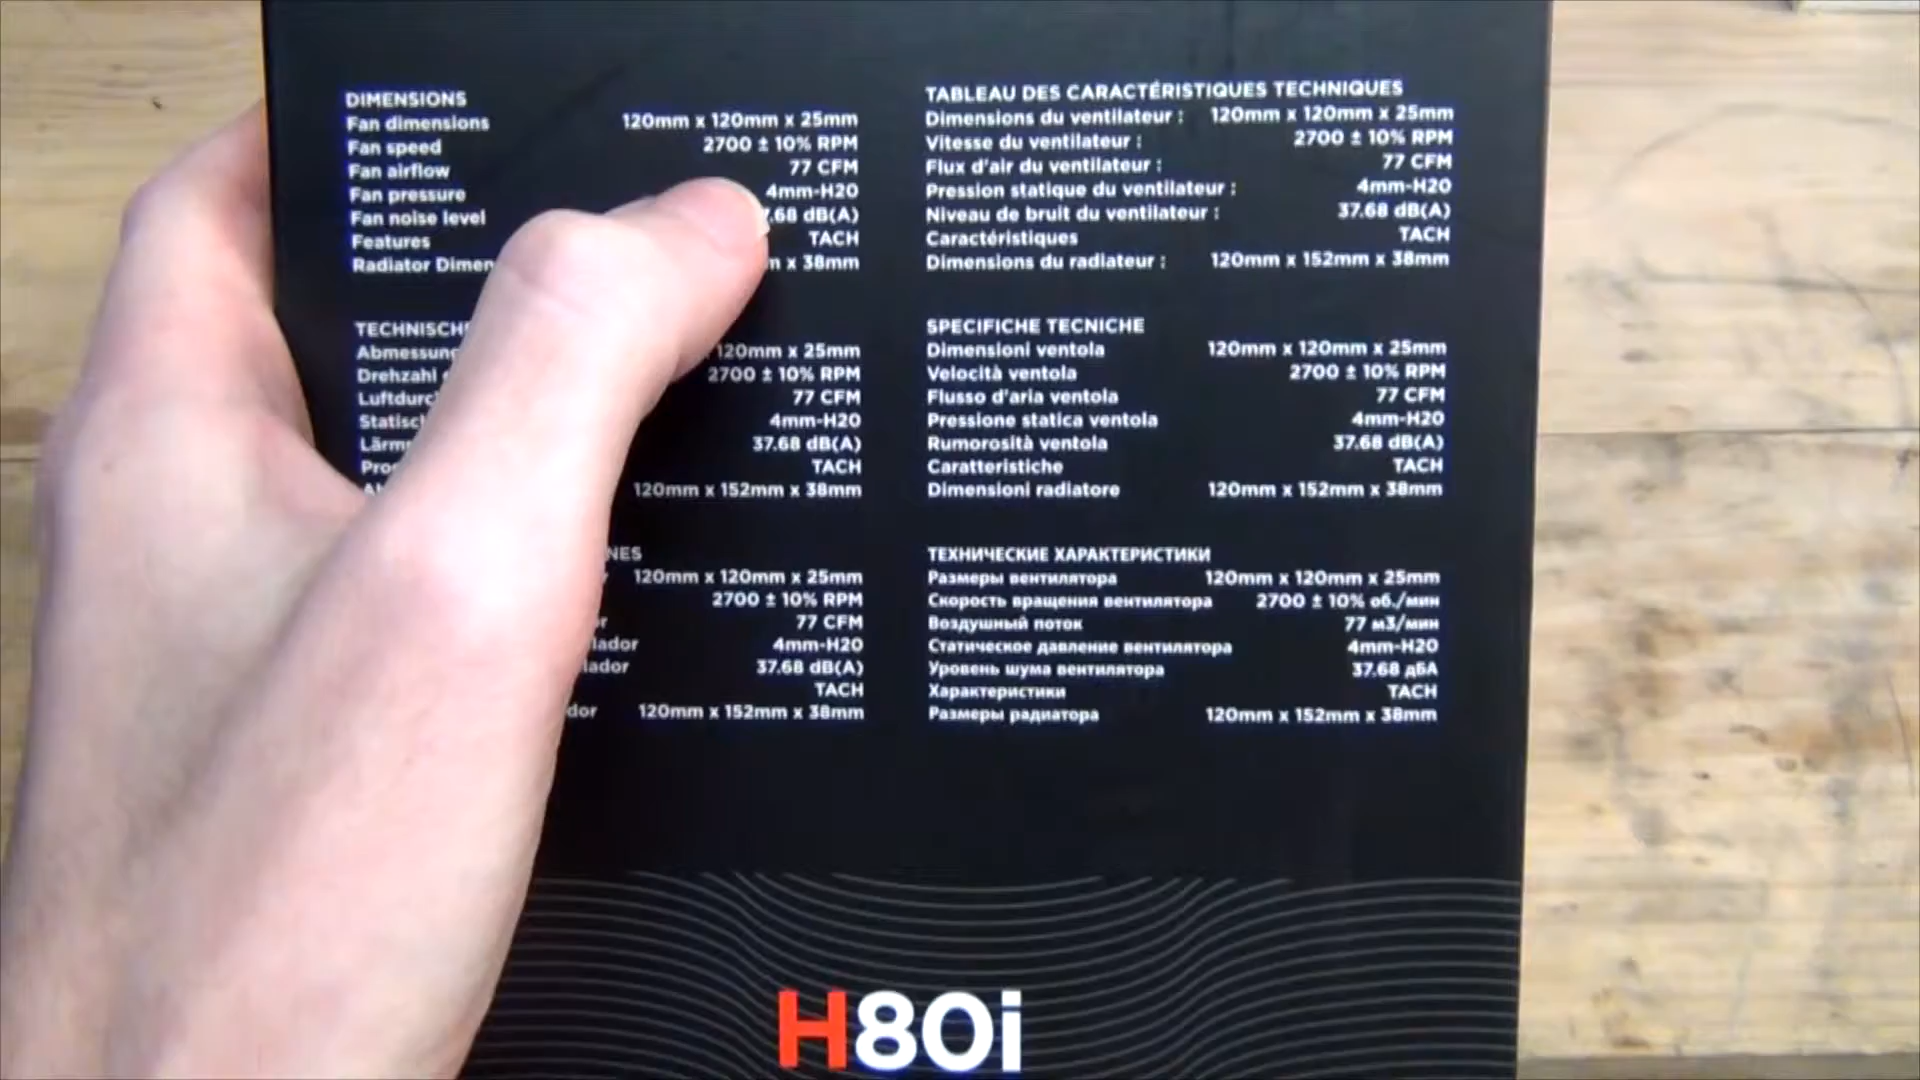 DIMENSIONS
Fan dimensions 120mm x 120mm x 25mm
Fan speed 2700 ± 10% RPM
Fan airflow 77 CFM
Fan pressure 4mm-H20
Fan noise level 7.68 dB(A)
Features TACH
Radiator x 38mm
TECHNISCH
120mm x 25mm
Drehzahl 2700 ± 10% RPM
77 CFM
4mm-H20
37.68 dB(A)
TACH
120mm x 152mm x 38mm
NES
120mm x 120mm x 25mm
2700 ± 10% RPM
77 CFM
lador 4mm-H20
lador 37.68 dB(A)
TACH
dor 120mm x 152mm x 38mm
TABLEAU DES CARACTÉRISTIQUES TECHNIQUES
Dimensions du ventilateur : 120mm x 120mm x 25mm
Vitesse du ventilateur : 2700 ± 10% RPM
Flux d'air du ventilateur : 77 CFM
Pression statique du ventilateur : 4mm-H20
Niveau de bruit du ventilateur : 37.68 dB(A)
Caractéristiques TACH
Dimensions du radiateur : 120mm x 152mm x 38mm
SPECIFICHE TECNICHE
Dimensioni ventola 120mm x 120mm x 25mm
Velocità ventola 2700 ± 10% RPM
Flusso d'aria ventola 77 CFM
Pressione statica ventola 4mm-H20
Rumorosità ventola 37.68 dB(A)
Caratteristiche TACH
Dimensioni radiatore 120mm x 152mm x 38mm
ТЕХНИЧЕСКИЕ ХАРАКТЕРИСТИКИ
Размеры вентилятора 120mm x 120mm x 25mm
Скорость вращения вентилятора 2700 ± 10% об./мин
Воздушный поток 77 м3/мин
Статическое давление вентилятора 4mm-H20
Уровень шума вентилятора 37.68 дБА
Характеристики TACH
Размеры радиатора 120mm x 152mm x 38mm
H80i